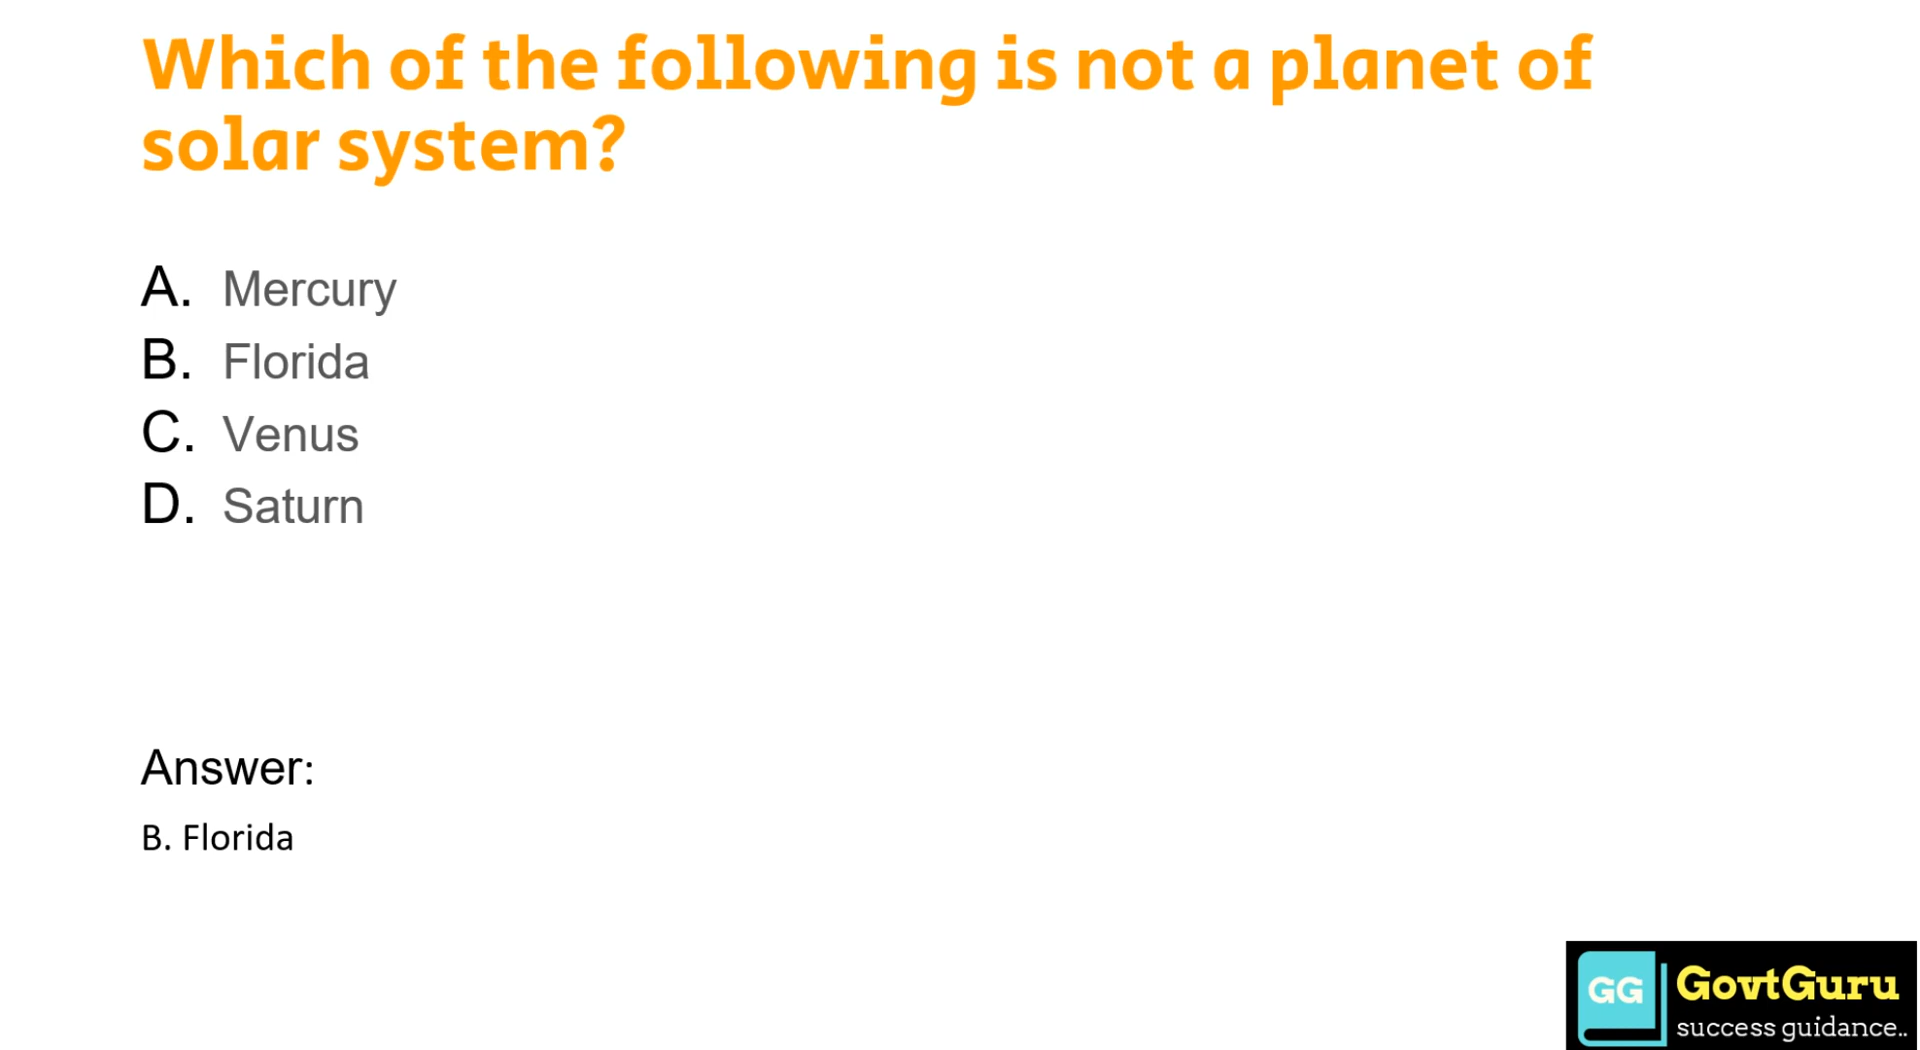 Which of the following is not a planet of
solar system?
A. Mercury
B. Florida
C. Venus
D. Saturn
Answer:
B. Florida
GG
GovtGuru
success guidance..